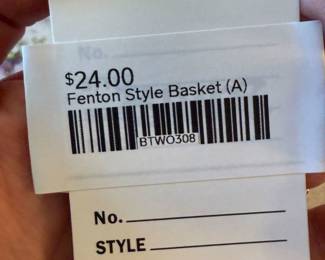 No.
$24.00
Fenton Style Basket (A)
BTWO308
No.
STYLE